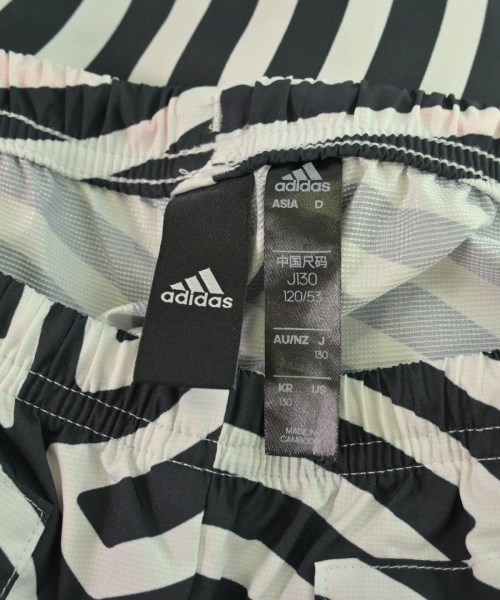 adidas
adidas
ASIA D
中国尺码
J130
120/53
AU/NZ J
130
KR US
130
MADE IN
CAMBODIA